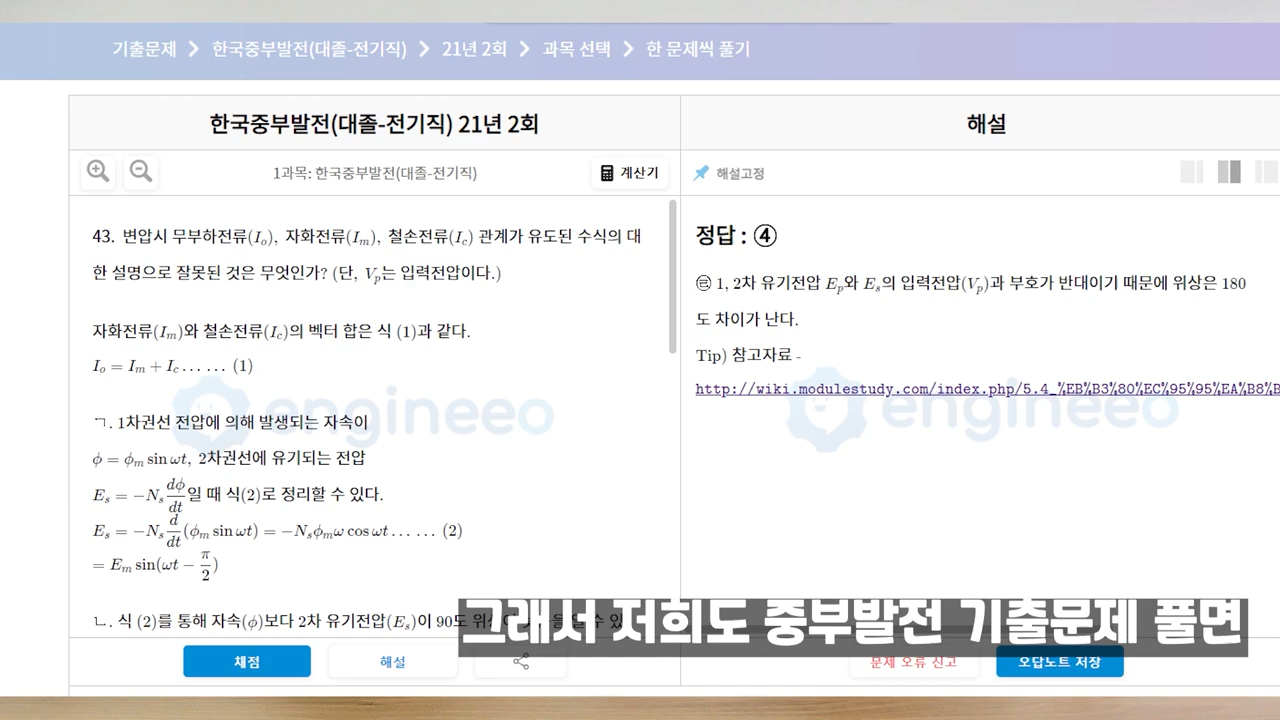 기출문제 > 한국중부발전(대졸-전기직) > 21년 2회 > 과목 선택 > 한 문제씩 풀기
한국중부발전(대졸-전기직) 21년 2회
1과목: 한국중부발전(대졸-전기직)
계산기
43. 변압시 무부하전류(I_o), 자화전류(I_m), 철손전류(I_c) 관계가 유도된 수식의 대
한 설명으로 잘못된 것은 무엇인가? (단, V_p는 입력전압이다.)
자화전류(I_m)와 철손전류(I_c)의 벡터 합은 식 (1)과 같다.
I_o = I_m + I_c … … (1)
ㄱ. 1차권선 전압에 의해 발생되는 자속이
ϕ = ϕ_m sin ωt, 2차권선에 유기되는 전압
E_s = −N_s dϕ/dt 일 때 식(2)로 정리할 수 있다.
E_s = −N_s d/dt (ϕ_m sin ωt) = −N_s ϕ_m ω cos ωt … … (2)
= E_m sin(ωt − π/2)
ㄴ. 식 (2)를 통해 자속(ϕ)보다 2차 유기전압(E_s)이 90도
채점
해설
해설
해설고정
정답 : ④
㉢ 1, 2차 유기전압 E_p와 E_s의 입력전압(V_p)과 부호가 반대이기 때문에 위상은 180
도 차이가 난다.
Tip) 참고자료 -
http://wiki.modulestudy.com/index.php/5.4_%EB%B3%80%EC%95%95%EA%B8%B
문제 오류 신고
오답노트 저장
engineeo
engineeo
그래서 저희도 중부발전 기출문제 풀면